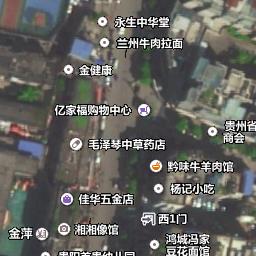 永生中华堂
兰州牛肉拉面
金健康
亿家福购物中心
贵州省
商会
毛泽琴中草药店
黔味牛羊肉馆
杨记小吃
佳华五金店
西1门
湘湘像馆
金萍
鸿城冯家
豆花面馆